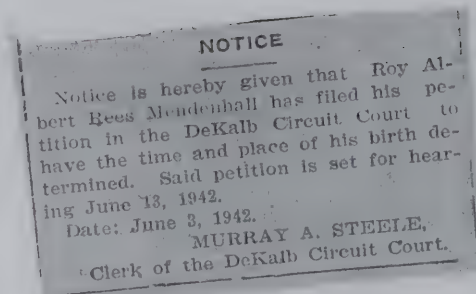 NOTICE
Notice is hereby given that Roy Al-
bert Rees Mendenhall has filed his pe-
tition in the DeKalb Circuit Court to
have the time and place of his birth de-
termined. Said petition is set for hear-
ing June 13, 1942.
Date: June 3, 1942.
MURRAY A. STEELE,
Clerk of the DeKalb Circuit Court.